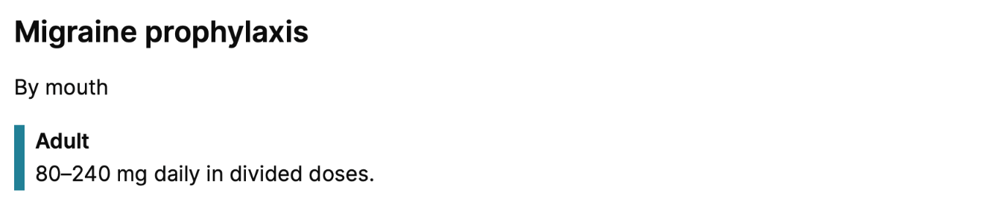 Migraine prophylaxis
By mouth
Adult
80–240 mg daily in divided doses.